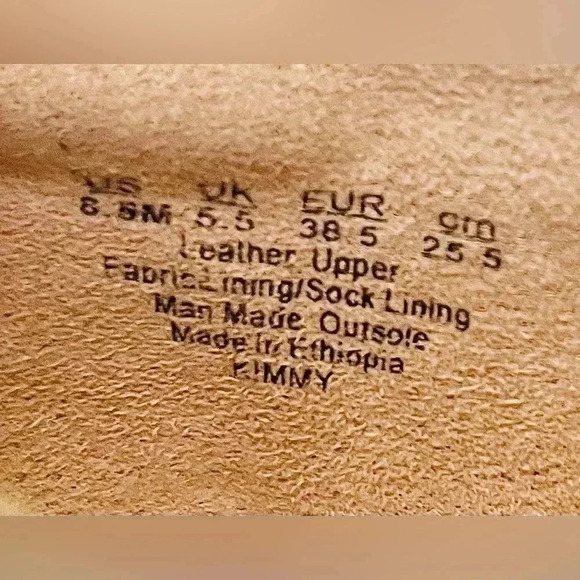 US UK EUR cm
8.5M 5.5 38.5 25.5
Leather Upper
Fabric Lining/Sock Lining
Man Made Outsole
Made In Ethiopia